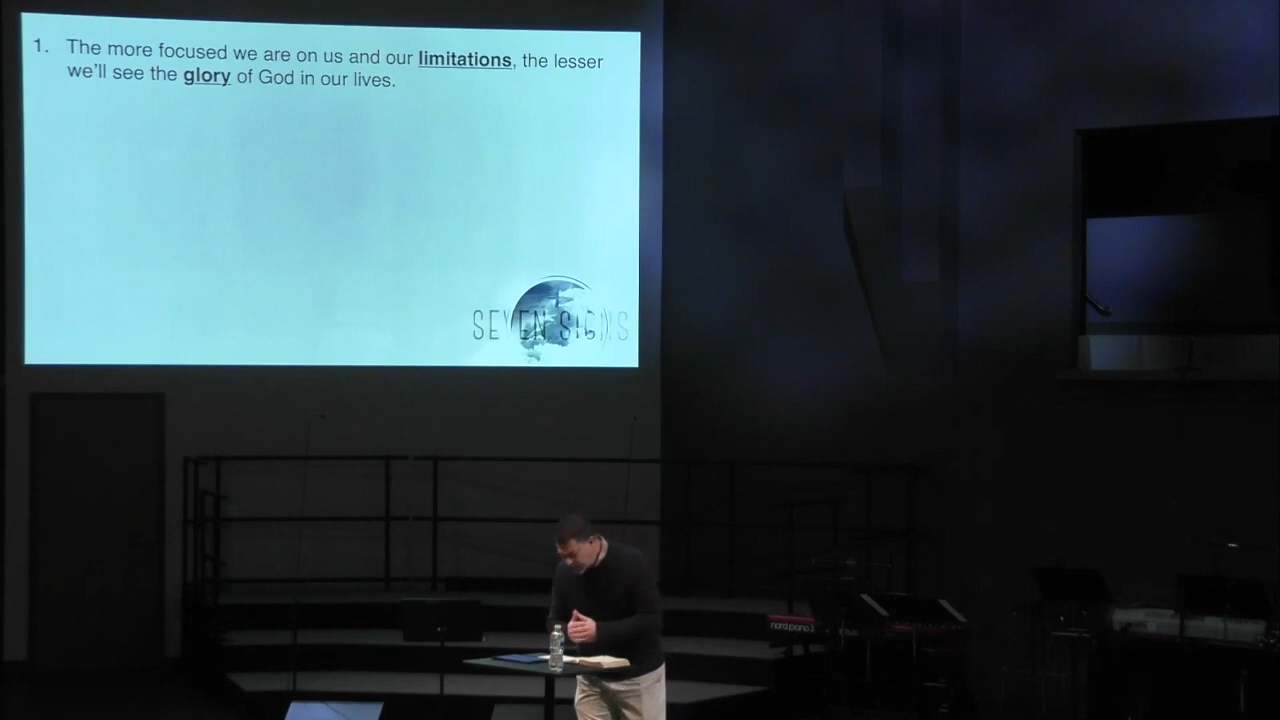 1. The more focused we are on us and our limitations, the lesser
we'll see the glory of God in our lives.
SEVEN SIGNS
nord piano 3